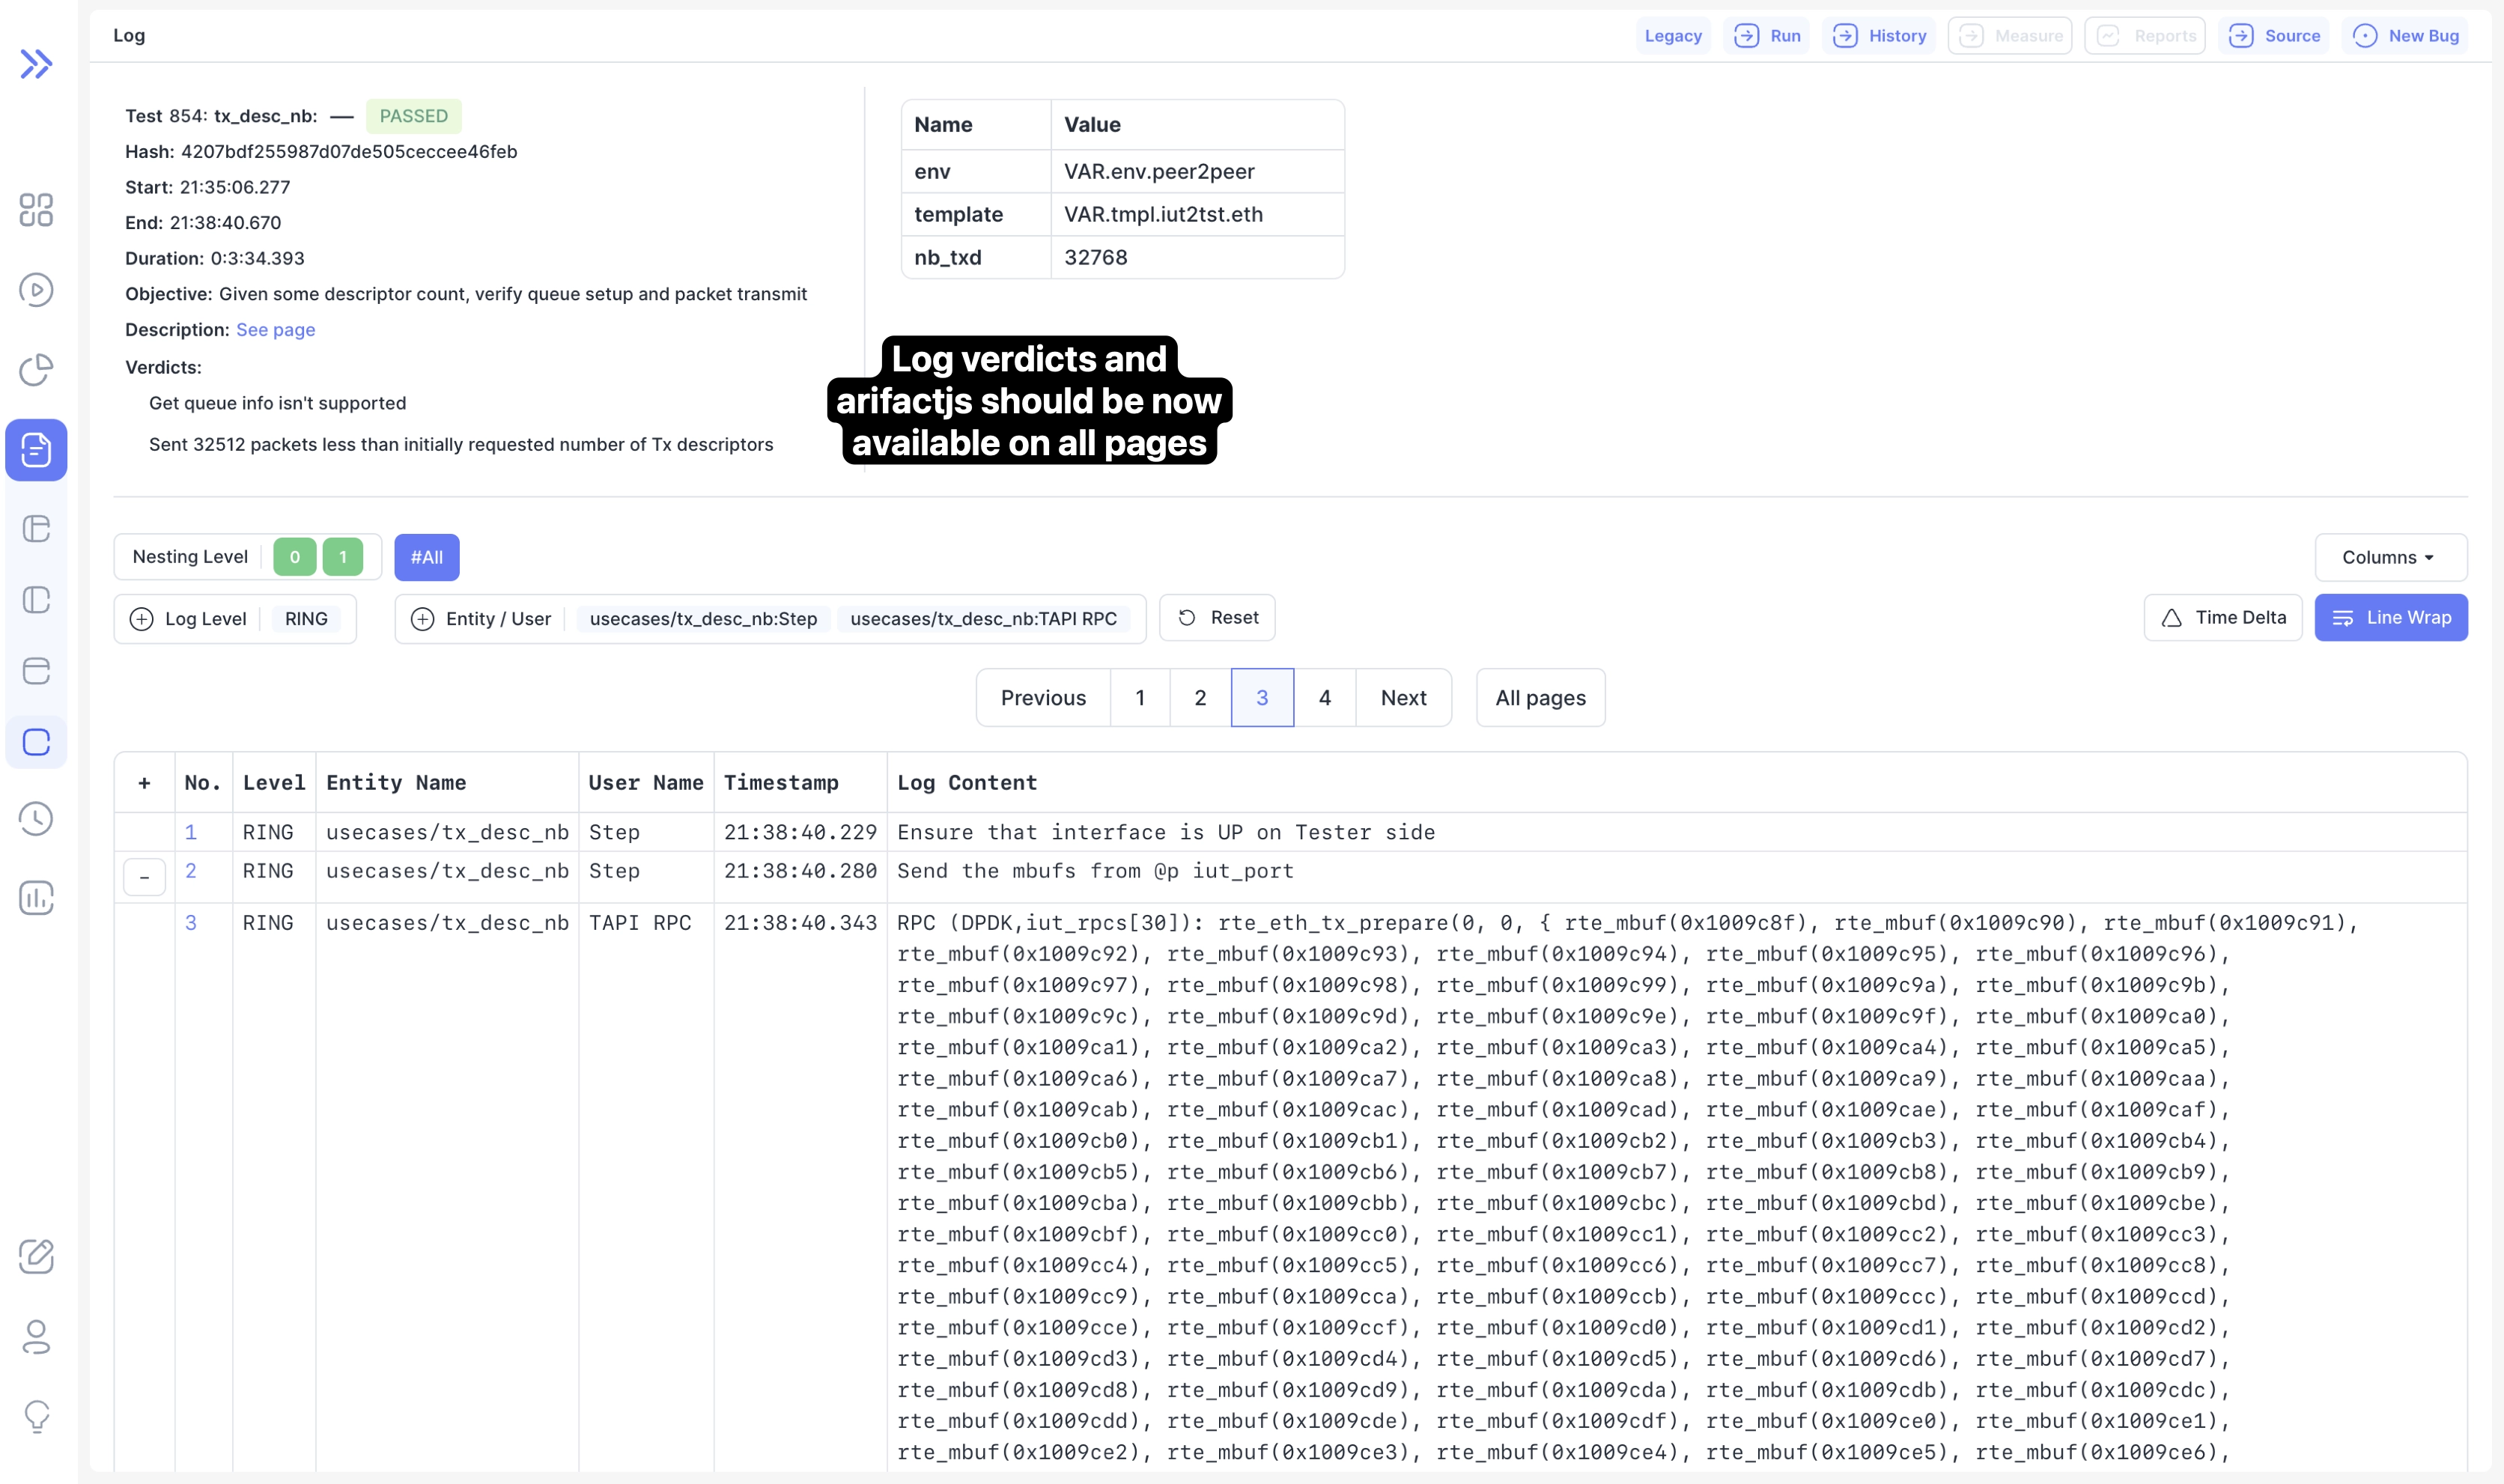 Log
Legacy Run History Measure Reports Source New Bug
Test 854: tx_desc_nb: — PASSED
Hash: 4207bdf255987d07de505ceccee46feb
Start: 21:35:06.277
End: 21:38:40.670
Duration: 0:3:34.393
Objective: Given some descriptor count, verify queue setup and packet transmit
Description: See page
Verdicts:
Get queue info isn't supported
Sent 32512 packets less than initially requested number of Tx descriptors
Name Value
env VAR.env.peer2peer
template VAR.tmpl.iut2tst.eth
nb_txd 32768
Log verdicts and
arifactjs should be now
available on all pages
Nesting Level 0 1 #All
Columns
Log Level RING Entity / User usecases/tx_desc_nb:Step usecases/tx_desc_nb:TAPI RPC Reset
Time Delta Line Wrap
Previous 1 2 3 4 Next All pages
+ No. Level Entity Name User Name Timestamp Log Content
1 RING usecases/tx_desc_nb Step 21:38:40.229 Ensure that interface is UP on Tester side
- 2 RING usecases/tx_desc_nb Step 21:38:40.280 Send the mbufs from @p iut_port
3 RING usecases/tx_desc_nb TAPI RPC 21:38:40.343 RPC (DPDK,iut_rpcs[30]): rte_eth_tx_prepare(0, 0, { rte_mbuf(0x1009c8f), rte_mbuf(0x1009c90), rte_mbuf(0x1009c91),
rte_mbuf(0x1009c92), rte_mbuf(0x1009c93), rte_mbuf(0x1009c94), rte_mbuf(0x1009c95), rte_mbuf(0x1009c96),
rte_mbuf(0x1009c97), rte_mbuf(0x1009c98), rte_mbuf(0x1009c99), rte_mbuf(0x1009c9a), rte_mbuf(0x1009c9b),
rte_mbuf(0x1009c9c), rte_mbuf(0x1009c9d), rte_mbuf(0x1009c9e), rte_mbuf(0x1009c9f), rte_mbuf(0x1009ca0),
rte_mbuf(0x1009ca1), rte_mbuf(0x1009ca2), rte_mbuf(0x1009ca3), rte_mbuf(0x1009ca4), rte_mbuf(0x1009ca5),
rte_mbuf(0x1009ca6), rte_mbuf(0x1009ca7), rte_mbuf(0x1009ca8), rte_mbuf(0x1009ca9), rte_mbuf(0x1009caa),
rte_mbuf(0x1009cab), rte_mbuf(0x1009cac), rte_mbuf(0x1009cad), rte_mbuf(0x1009cae), rte_mbuf(0x1009caf),
rte_mbuf(0x1009cb0), rte_mbuf(0x1009cb1), rte_mbuf(0x1009cb2), rte_mbuf(0x1009cb3), rte_mbuf(0x1009cb4),
rte_mbuf(0x1009cb5), rte_mbuf(0x1009cb6), rte_mbuf(0x1009cb7), rte_mbuf(0x1009cb8), rte_mbuf(0x1009cb9),
rte_mbuf(0x1009cba), rte_mbuf(0x1009cbb), rte_mbuf(0x1009cbc), rte_mbuf(0x1009cbd), rte_mbuf(0x1009cbe),
rte_mbuf(0x1009cbf), rte_mbuf(0x1009cc0), rte_mbuf(0x1009cc1), rte_mbuf(0x1009cc2), rte_mbuf(0x1009cc3),
rte_mbuf(0x1009cc4), rte_mbuf(0x1009cc5), rte_mbuf(0x1009cc6), rte_mbuf(0x1009cc7), rte_mbuf(0x1009cc8),
rte_mbuf(0x1009cc9), rte_mbuf(0x1009cca), rte_mbuf(0x1009ccb), rte_mbuf(0x1009ccc), rte_mbuf(0x1009ccd),
rte_mbuf(0x1009cce), rte_mbuf(0x1009ccf), rte_mbuf(0x1009cd0), rte_mbuf(0x1009cd1), rte_mbuf(0x1009cd2),
rte_mbuf(0x1009cd3), rte_mbuf(0x1009cd4), rte_mbuf(0x1009cd5), rte_mbuf(0x1009cd6), rte_mbuf(0x1009cd7),
rte_mbuf(0x1009cd8), rte_mbuf(0x1009cd9), rte_mbuf(0x1009cda), rte_mbuf(0x1009cdb), rte_mbuf(0x1009cdc),
rte_mbuf(0x1009cdd), rte_mbuf(0x1009cde), rte_mbuf(0x1009cdf), rte_mbuf(0x1009ce0), rte_mbuf(0x1009ce1),
rte_mbuf(0x1009ce2), rte_mbuf(0x1009ce3), rte_mbuf(0x1009ce4), rte_mbuf(0x1009ce5), rte_mbuf(0x1009ce6),